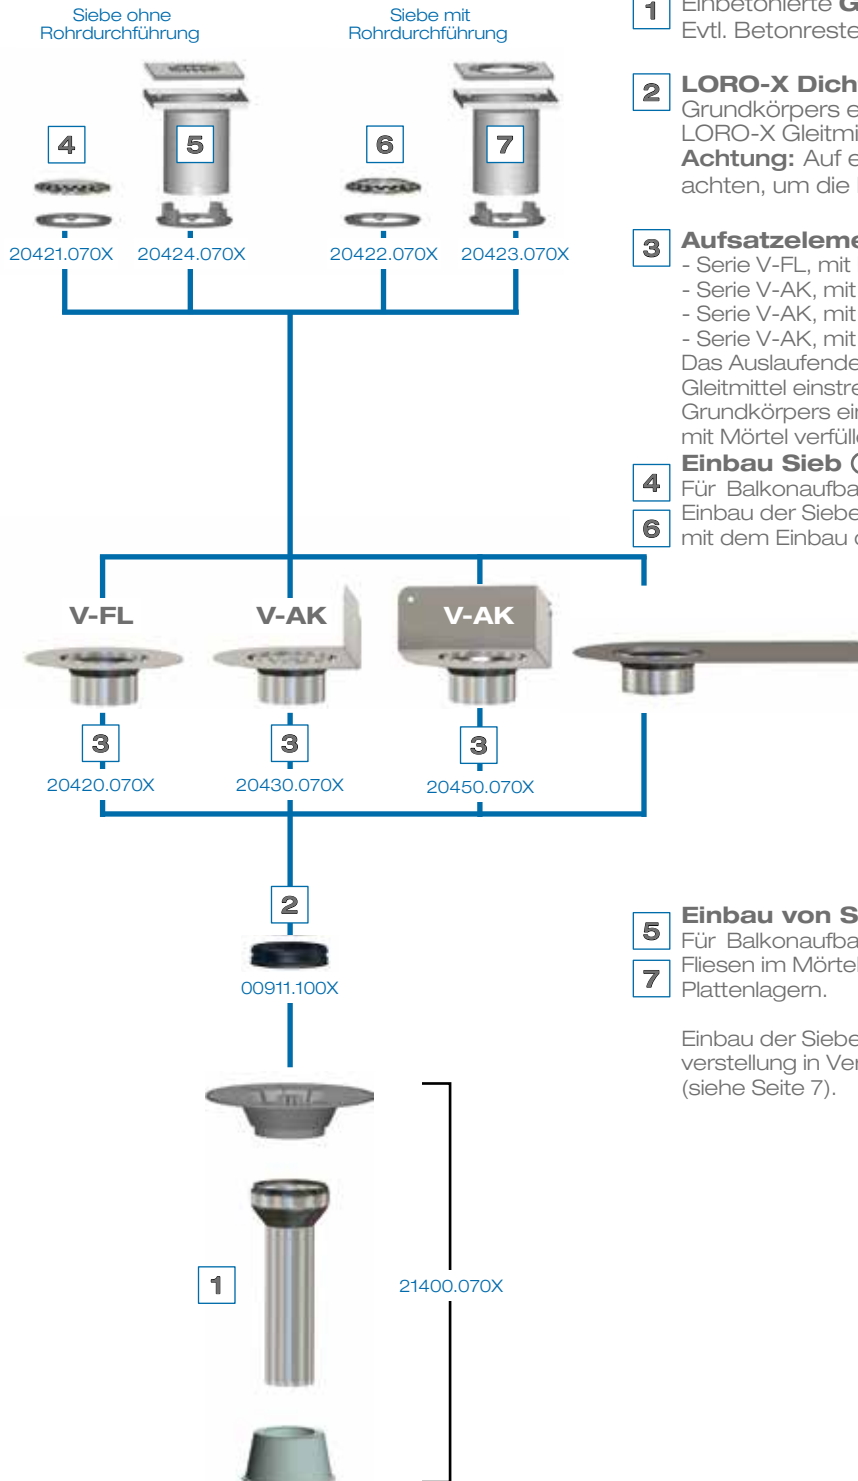 Siebe ohne
Rohrdurchführung
Siebe mit
Rohrdurchführung
4
5
6
7
20421.070X
20424.070X
20422.070X
20423.070X
V-FL
V-AK
V-AK
3
3
3
20420.070X
20430.070X
20450.070X
2
00911.100X
1
21400.070X
1
Einbetonierte G
Evtl. Betonreste
2
LORO-X Dich
Grundkörpers e
LORO-X Gleitmi
Achtung: Auf e
achten, um die
3
Aufsatzeleme
- Serie V-FL, mit
- Serie V-AK, mit
- Serie V-AK, mit
- Serie V-AK, mit
Das Auslaufende
Gleitmittel einstre
Grundkörpers ein
mit Mörtel verfülle
4
6
Einbau Sieb
Für Balkonaufba
Einbau der Siebe
mit dem Einbau
5
7
Einbau von S
Für Balkonaufba
Fliesen im Mörtel
Plattenlagern.
Einbau der Siebe
verstellung in Ver
(siehe Seite 7).